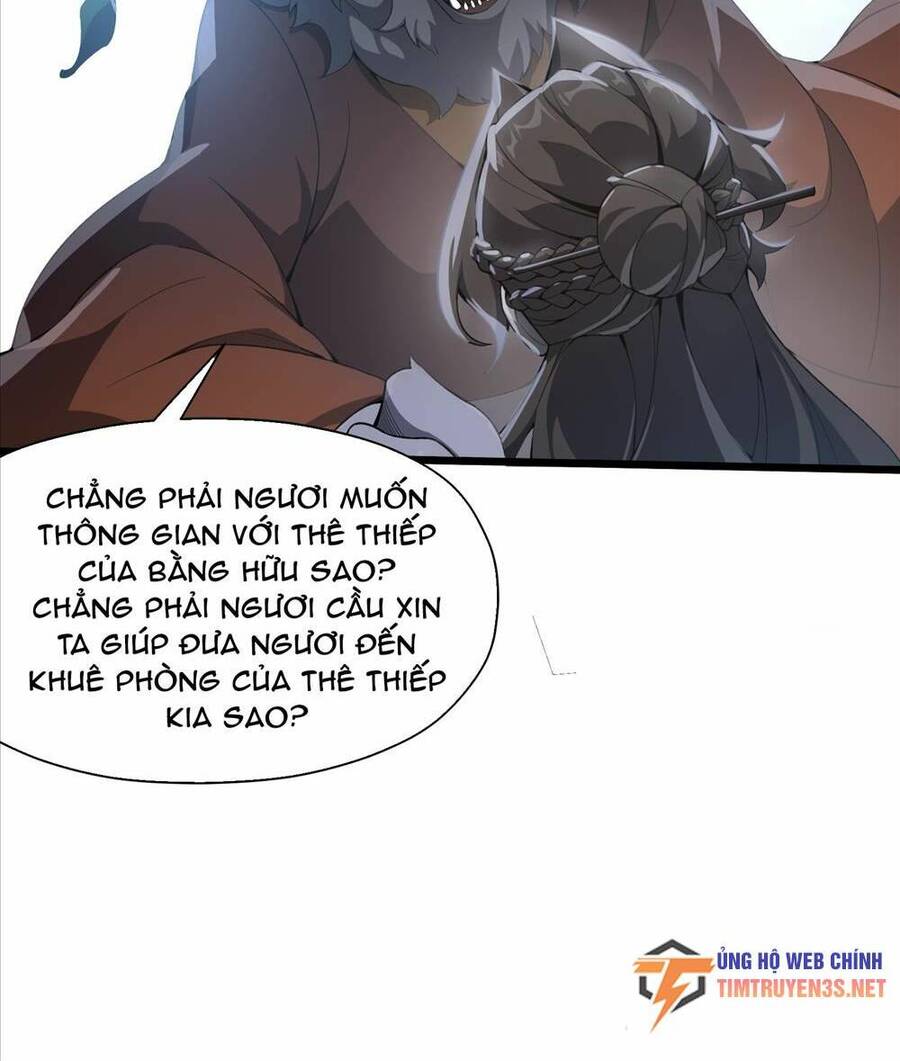 CHẲNG PHẢI NGƯƠI MUỐN
THÔNG GIAN VỚI THÊ THIẾP
CỦA BẰNG HỮU SAO?
CHẲNG PHẢI NGƯƠI CẦU XIN
TA GIÚP ĐƯA NGƯƠI ĐẾN
KHUÊ PHÒNG CỦA THÊ THIẾP
KIA SAO?
ỦNG HỘ WEB CHÍNH
TIMTRUYEN3S.NET